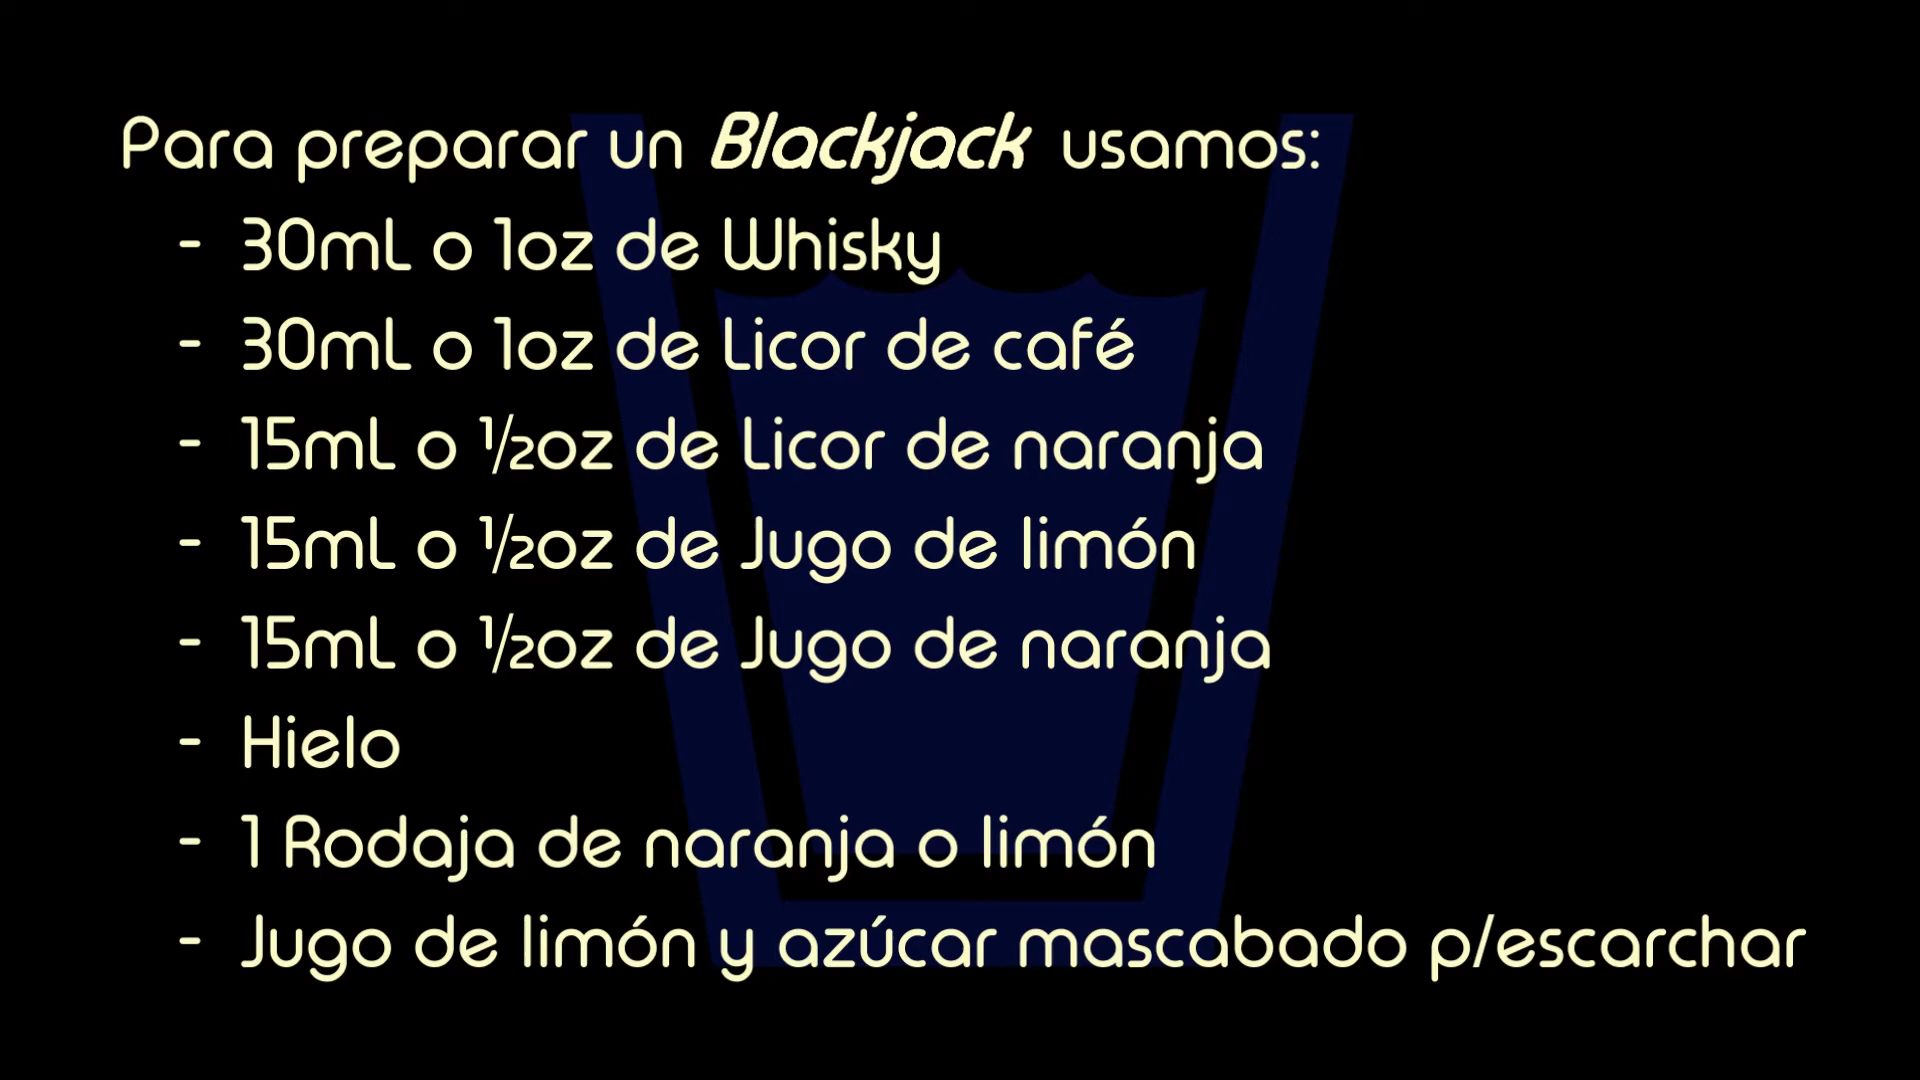 Para preparar un Blackjack usamos:
- 30mL o 1oz de Whisky
- 30mL o 1oz de Licor de café
- 15mL o ½oz de Licor de naranja
- 15mL o ½oz de Jugo de limón
- 15mL o ½oz de Jugo de naranja
- Hielo
- 1 Rodaja de naranja o limón
- Jugo de limón y azúcar mascabado p/escarchar